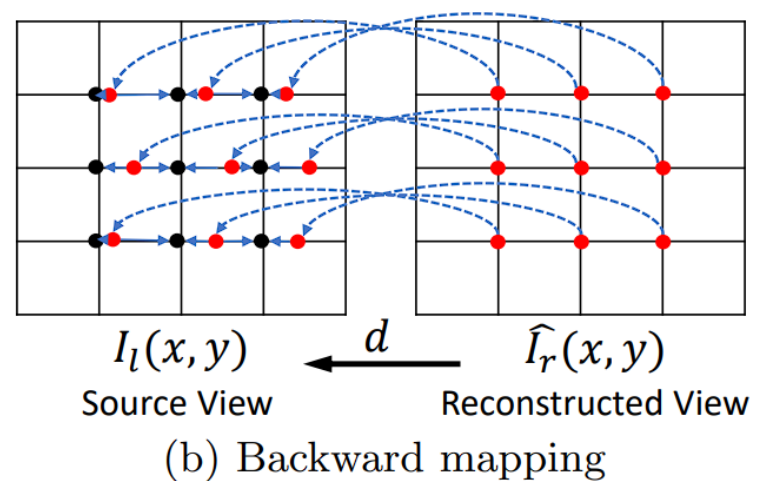 I_l(x, y) d Î_r(x, y)
Source View Reconstructed View
(b) Backward mapping